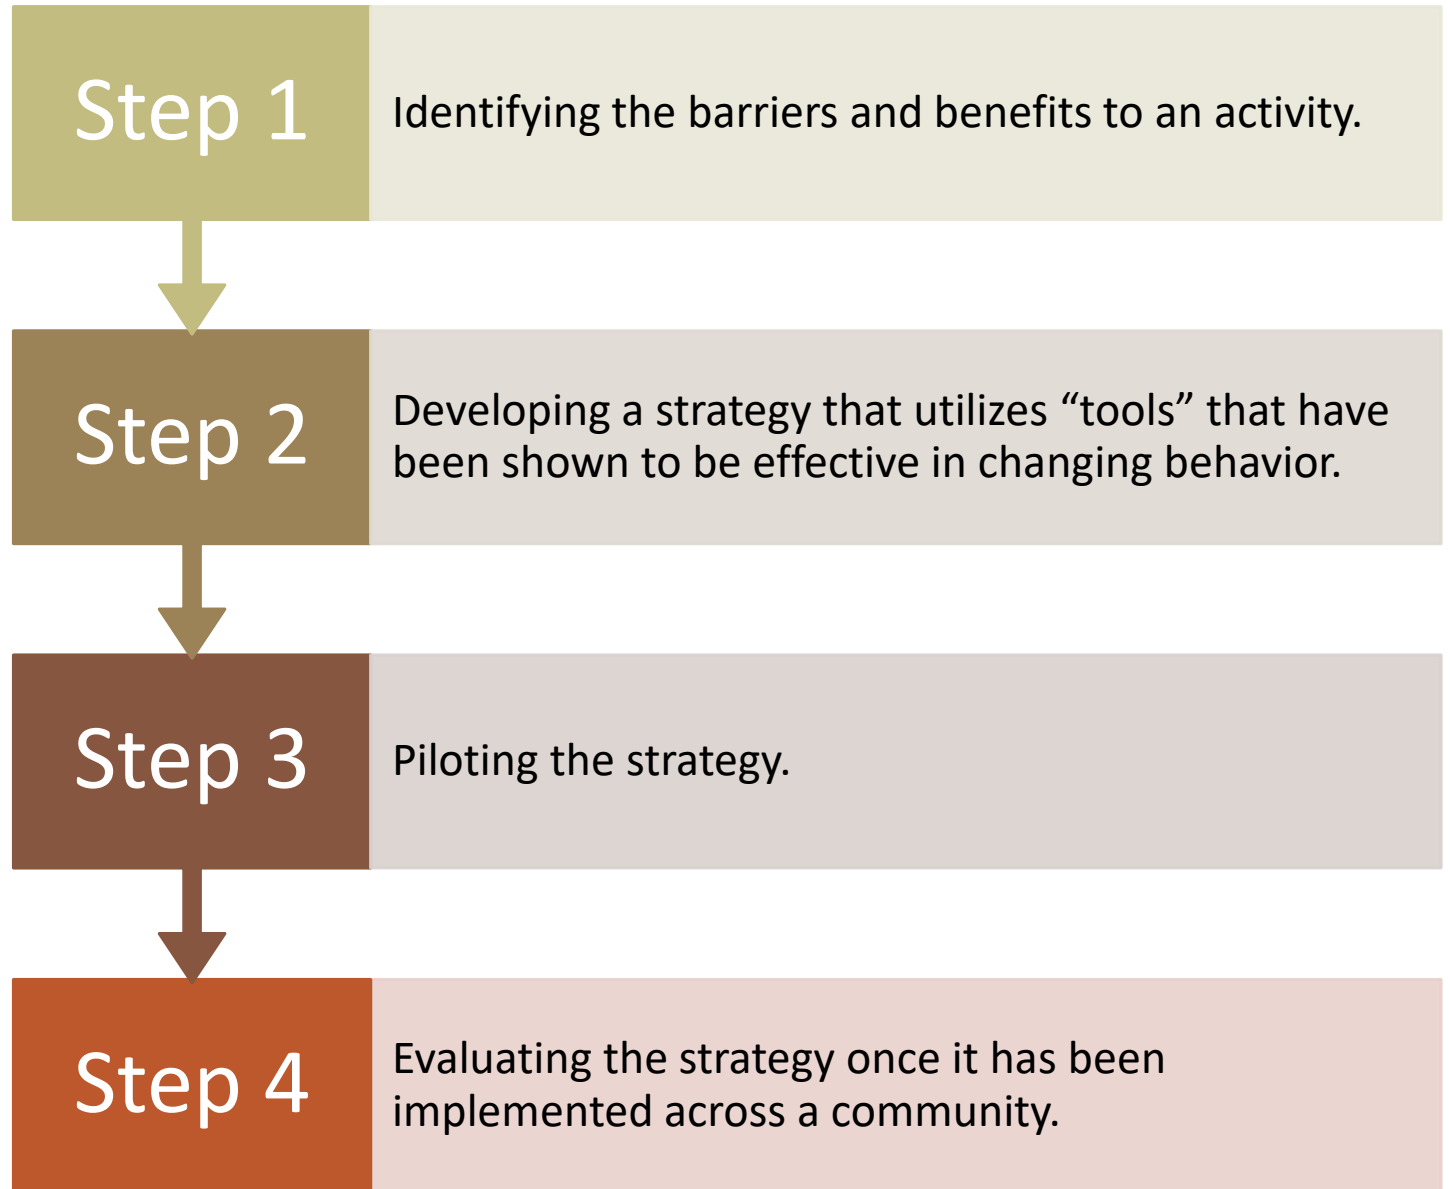 Step 1
Identifying the barriers and benefits to an activity.
Step 2
Developing a strategy that utilizes “tools” that have
been shown to be effective in changing behavior.
Step 3
Piloting the strategy.
Step 4
Evaluating the strategy once it has been
implemented across a community.